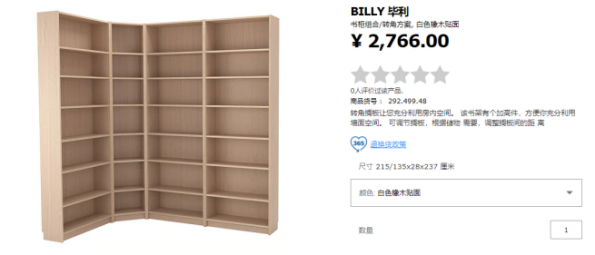 BILLY 毕利
书柜组合/转角方案, 白色橡木贴面
¥ 2,766.00
0人评价过该产品.
商品货号： 292.499.48
转角搁板让您充分利用房内空间。 该书架有个加高件，方便你充分利用
墙面空间。 可调节搁板，根据储物 需要，调整搁板间的距 离
365
退换货政策
尺寸 215/135x28x237 厘米
颜色: 白色橡木贴面
数量
1